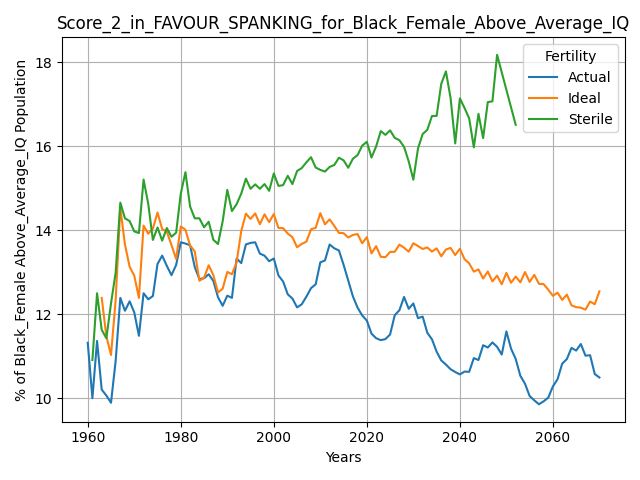 Score_2_in_FAVOUR_SPANKING_for_Black_Female_Above_Average_IQ
% of Black_Female Above_Average_IQ Population
18
16
14
12
10
Fertility
Actual
Ideal
Sterile
1960 1980 2000 2020 2040 2060
Years